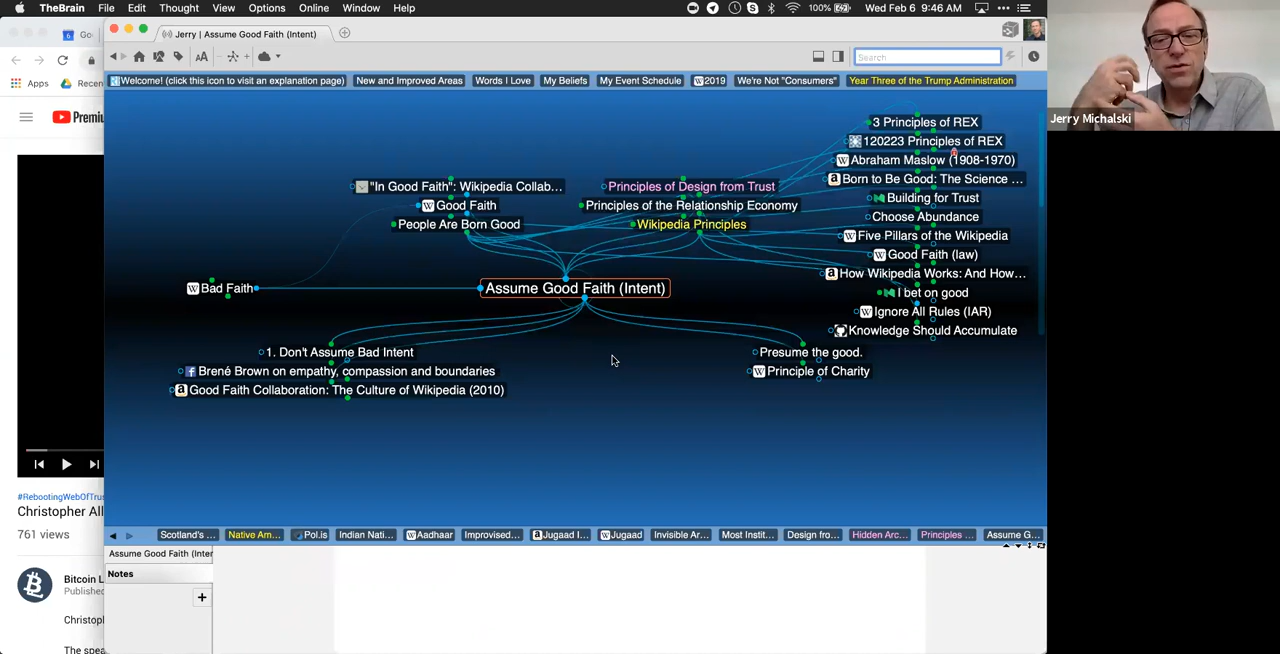 TheBrain File Edit Thought View Options Online Window Help 100% Wed Feb 6 9:46 AM
Jerry | Assume Good Faith (Intent)
Search
Apps
Welcome! (click this icon to visit an explanation page) New and Improved Areas Words I Love My Beliefs My Event Schedule 2019 We're Not "Consumers" Year Three of the Trump Administration
Jerry Michalski
3 Principles of REX
120223 Principles of REX
Abraham Maslow (1908-1970)
Born to Be Good: The Science ...
Building for Trust
Choose Abundance
Five Pillars of the Wikipedia
Good Faith (law)
How Wikipedia Works: And How...
I bet on good
Ignore All Rules (IAR)
Knowledge Should Accumulate
"In Good Faith": Wikipedia Collab...
Good Faith
People Are Born Good
Principles of Design from Trust
Principles of the Relationship Economy
Wikipedia Principles
Bad Faith
Assume Good Faith (Intent)
1. Don't Assume Bad Intent
Brené Brown on empathy, compassion and boundaries
Good Faith Collaboration: The Culture of Wikipedia (2010)
Presume the good.
Principle of Charity
#RebootingWebOfTrus
Christopher All
761 views
Bitcoin L
Published
Christoph
The spea
Scotland's ... Native Am... Pol.is Indian Nati... Aadhaar Improvised... Jugaad I... Jugaad Invisible Ar... Most Instit... Design fro... Hidden Arc... Principles ... Assume G...
Assume Good Faith (Inten
Notes